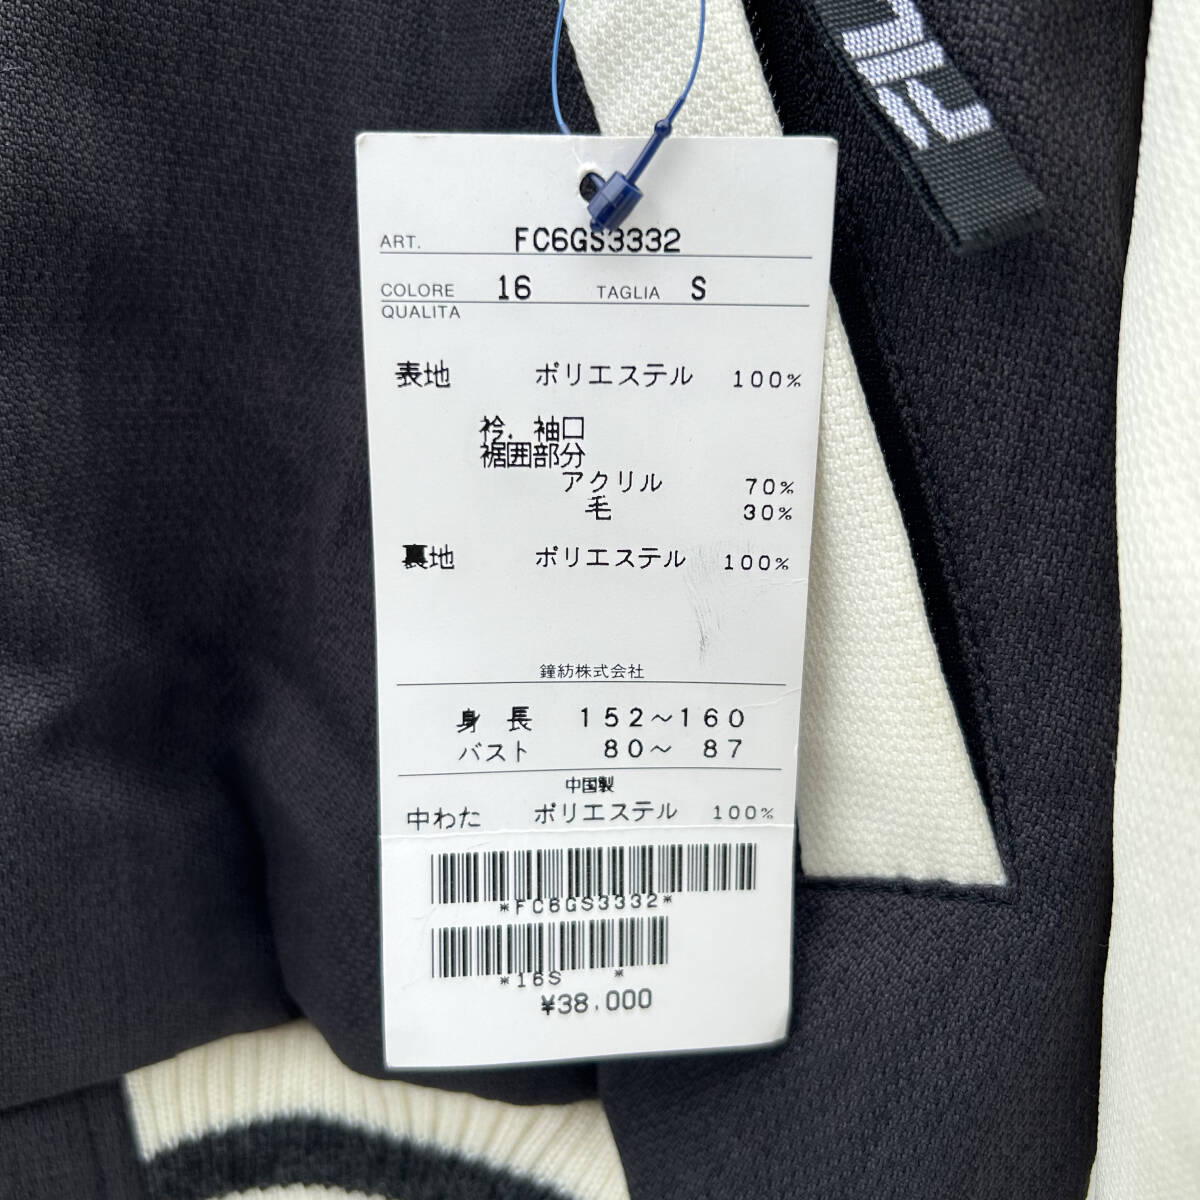 ART. FC6GS3332
COLORE 16 TAGLIA S
QUALITA
表地 ポリエステル 100%
衿．袖口
裾囲部分
アクリル 70%
毛 30%
裏地 ポリエステル 100%
鐘紡株式会社
身 長 152～160
バスト 80～ 87
中国製
中わた ポリエステル 100%
*FC6GS3332*
*16S *
¥38,000